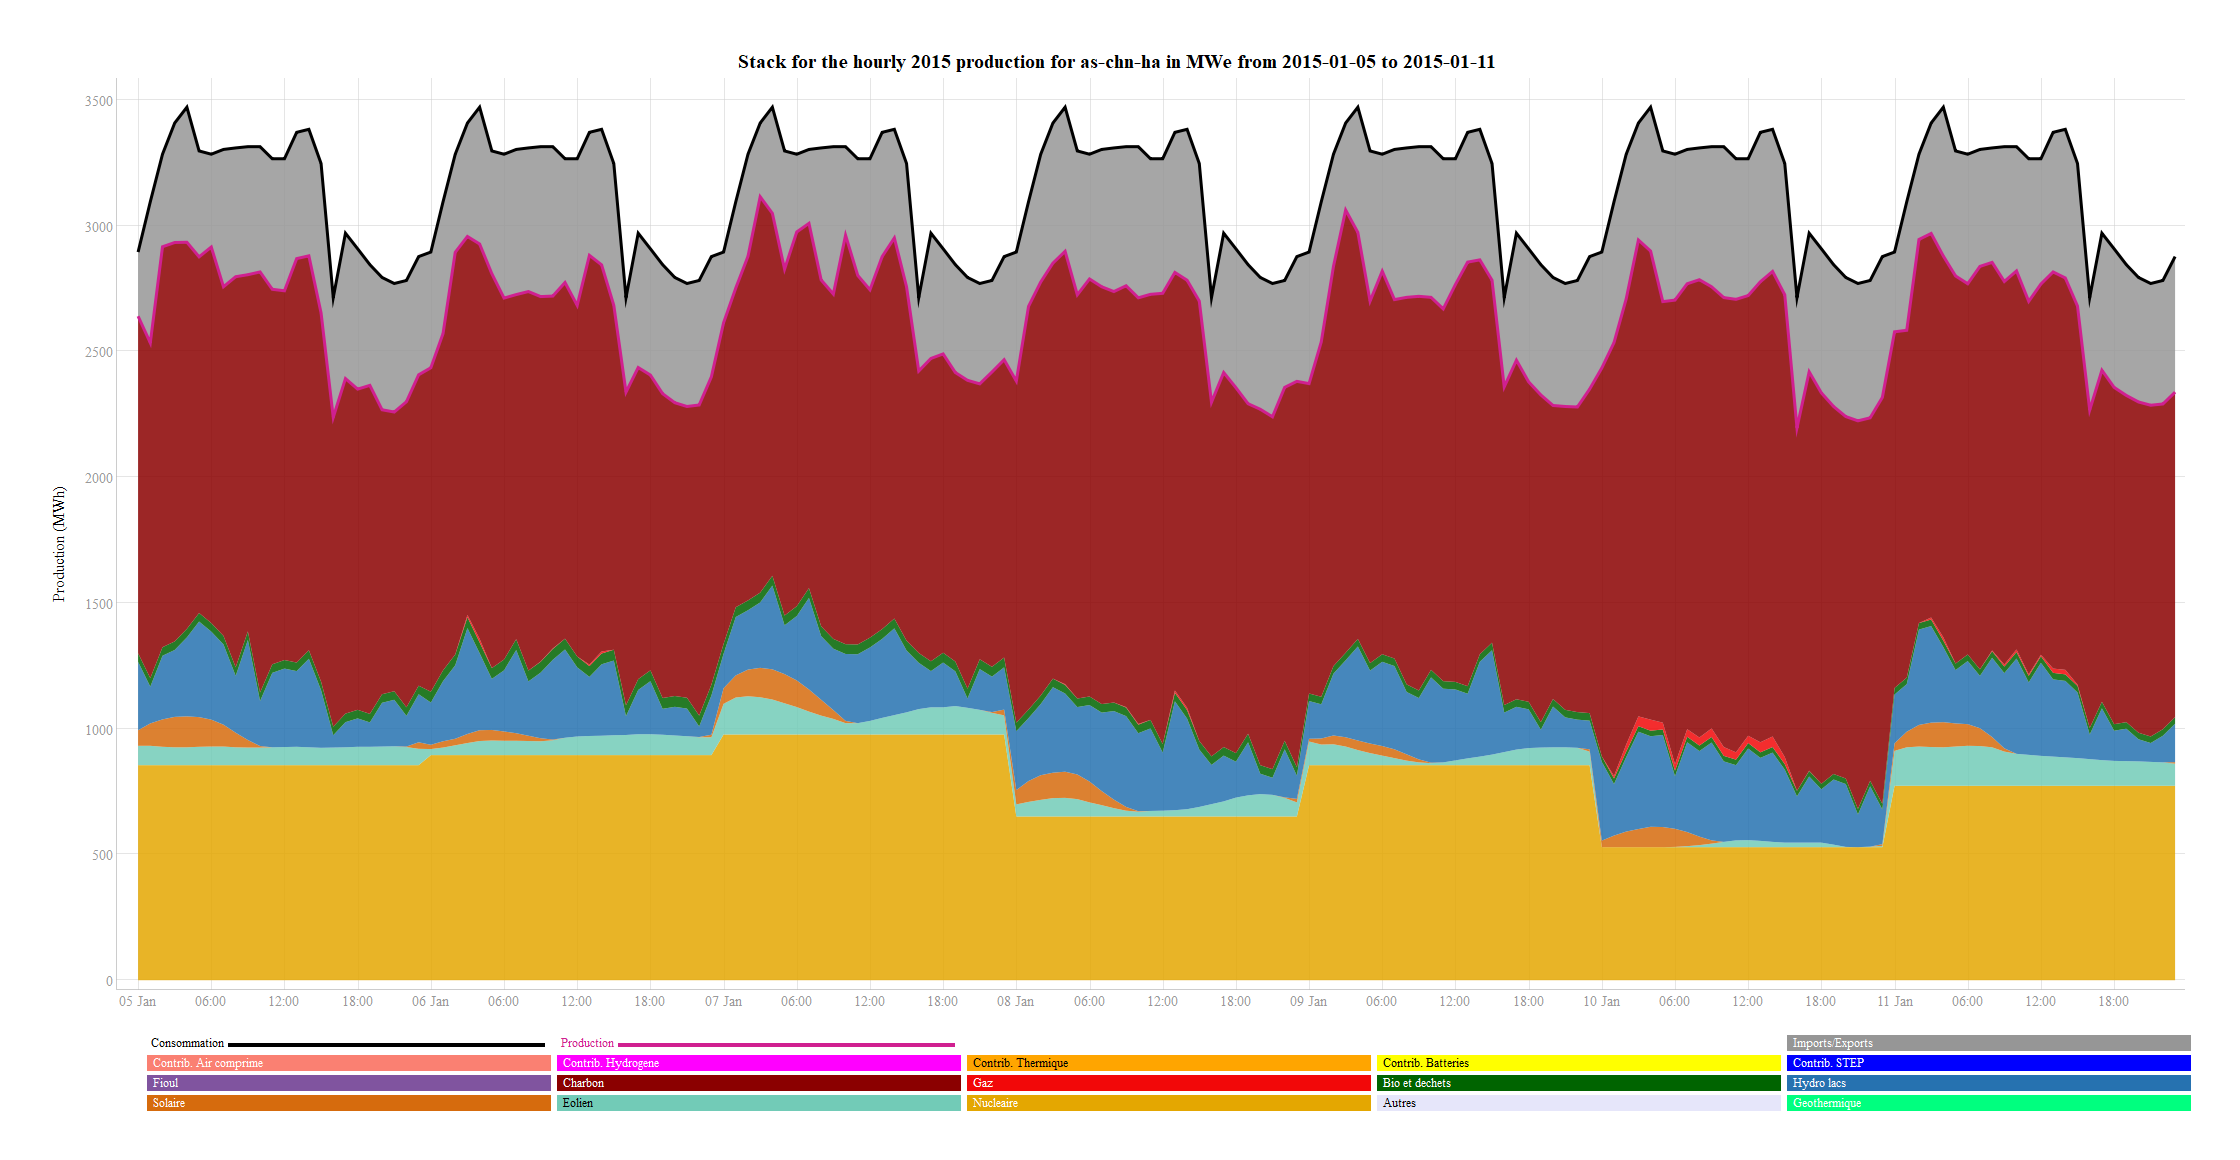 Stack for the hourly 2015 production for as-chn-ha in MWe from 2015-01-05 to 2015-01-11
3500
3000
2500
2000
1500
1000
500
0
Production (MWh)
05 Jan 06:00 12:00 18:00 06 Jan 06:00 12:00 18:00 07 Jan 06:00 12:00 18:00 08 Jan 06:00 12:00 18:00 09 Jan 06:00 12:00 18:00 10 Jan 06:00 12:00 18:00 11 Jan 06:00 12:00 18:00
Consommation Production Imports/Exports
Contrib. Air comprime Contrib. Hydrogene Contrib. Thermique Contrib. Batteries Contrib. STEP
Fioul Charbon Gaz Bio et dechets Hydro lacs
Solaire Eolien Nucleaire Autres Geothermique